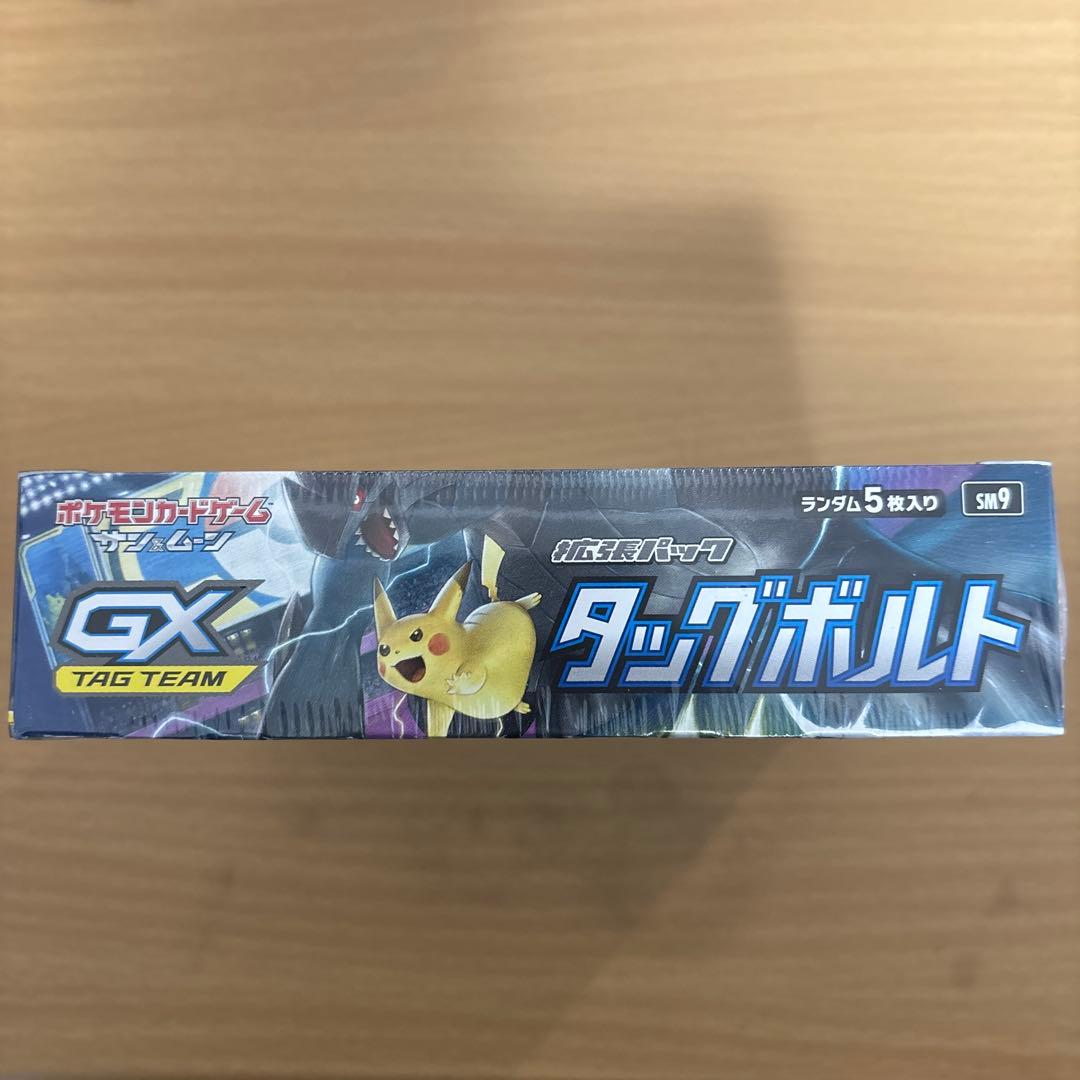 ポケモンカードゲーム
サン&ムーン
GX
TAG TEAM
拡張パック
タッグボルト
ランダム5枚入り
SM9